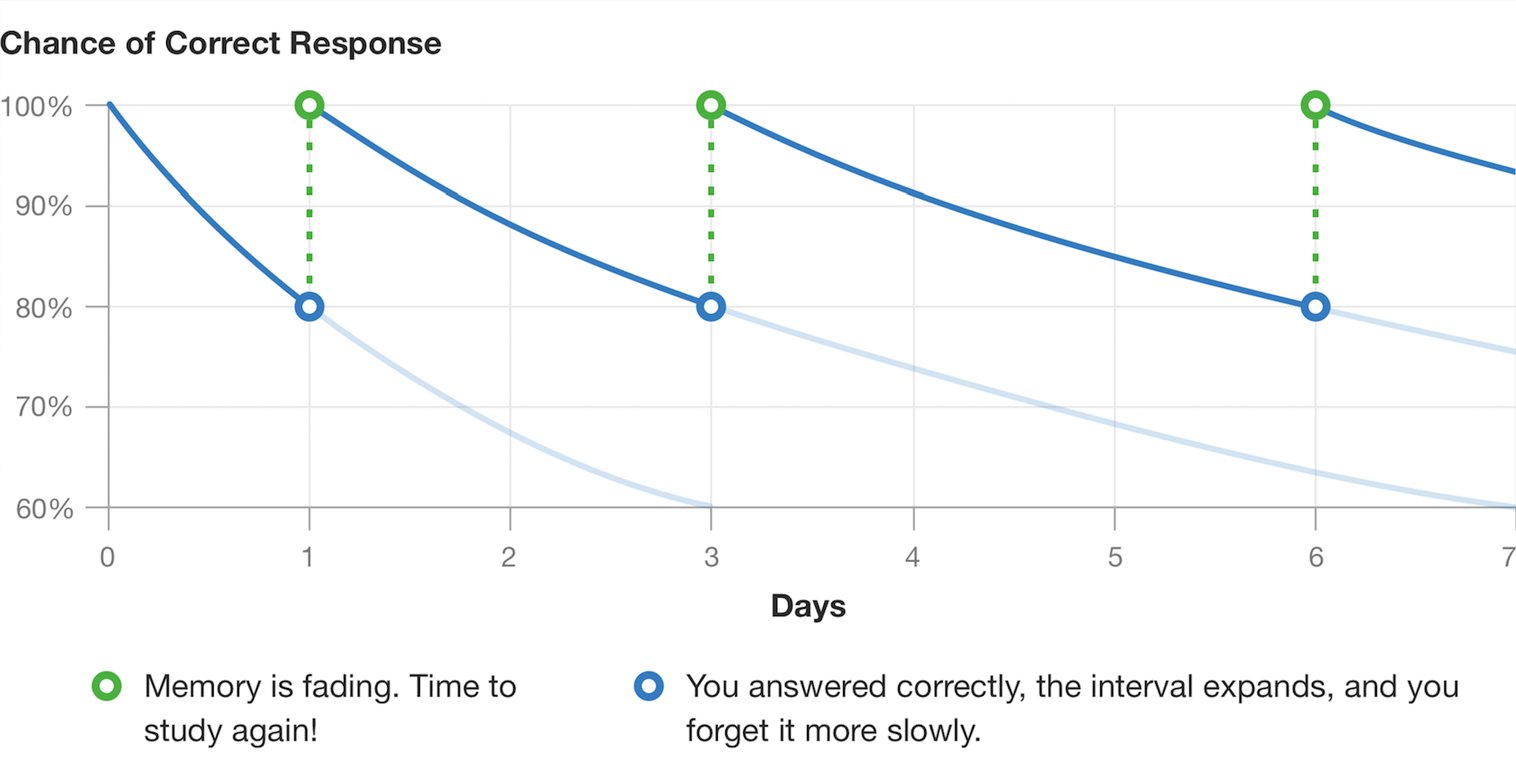 Chance of Correct Response
100%
90%
80%
70%
60%
0 1 2 3 4 5 6 7
Days
Memory is fading. Time to
study again!
You answered correctly, the interval expands, and you
forget it more slowly.